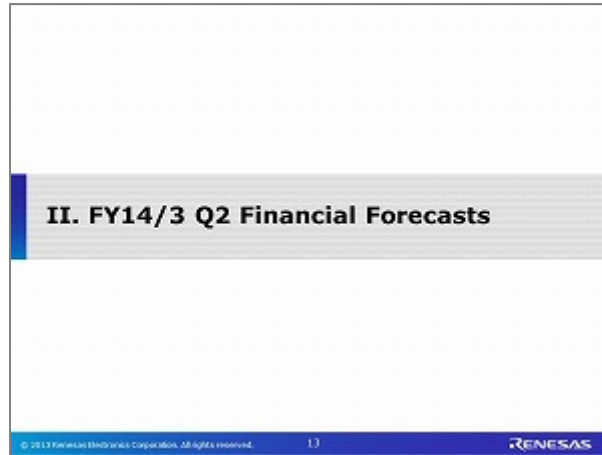 II. FY14/3 Q2 Financial Forecasts
© 2013 Renesas Electronics Corporation. All rights reserved.
13
RENESAS